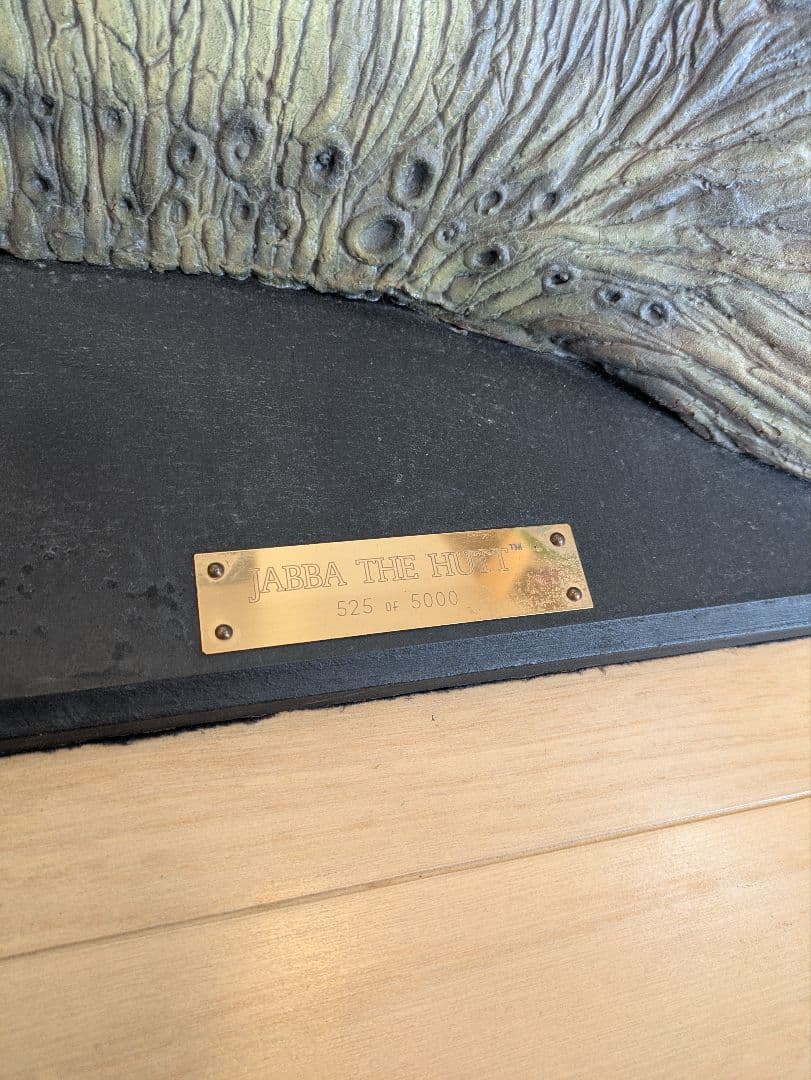 JABBA THE HUTT™
525 OF 5000